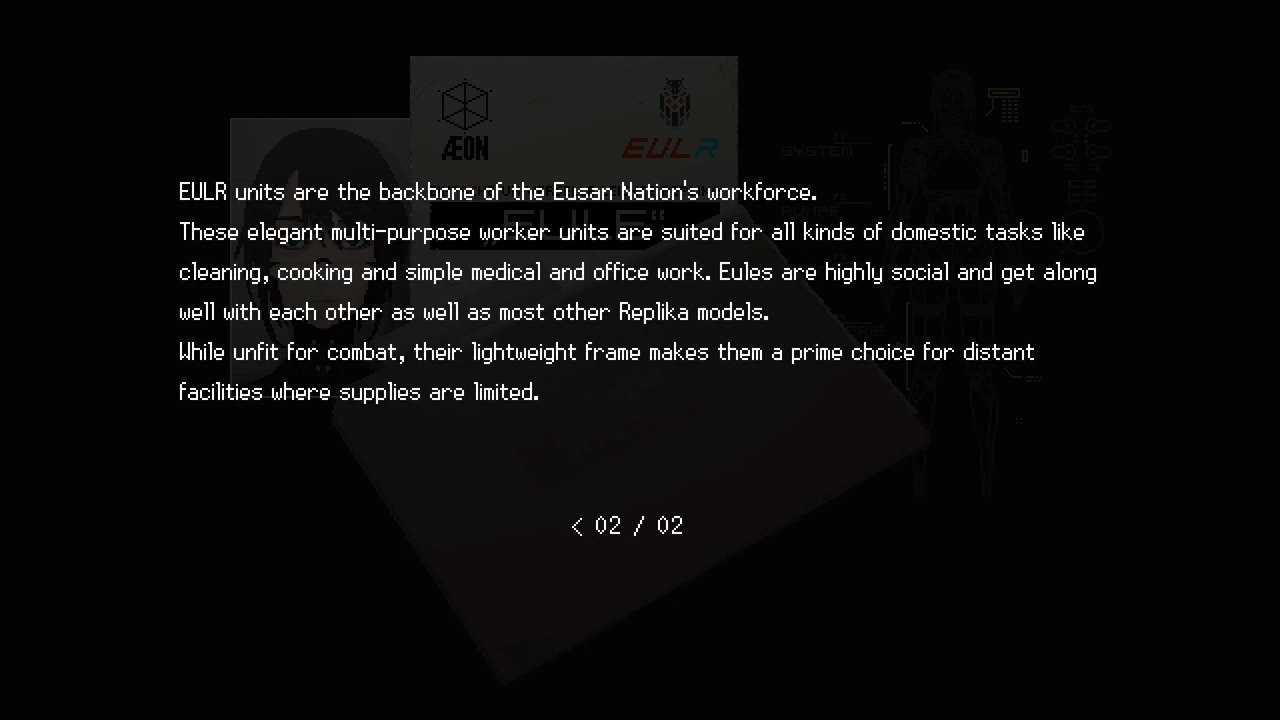 ÆON
EULR
„EULE“
SYSTEM
EULR units are the backbone of the Eusan Nation's workforce.
These elegant multi-purpose worker units are suited for all kinds of domestic tasks like
cleaning, cooking and simple medical and office work. Eules are highly social and get along
well with each other as well as most other Replika models.
While unfit for combat, their lightweight frame makes them a prime choice for distant
facilities where supplies are limited.
< 02 / 02